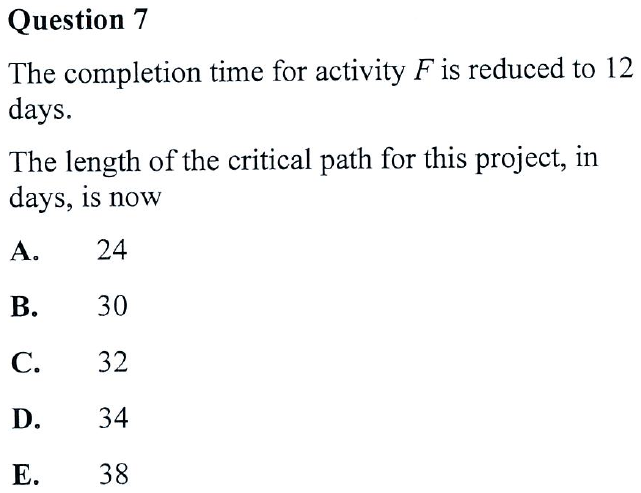 Question 7
The completion time for activity F is reduced to 12
days.
The length of the critical path for this project, in
days, is now
A. 24
B. 30
C. 32
D. 34
E. 38